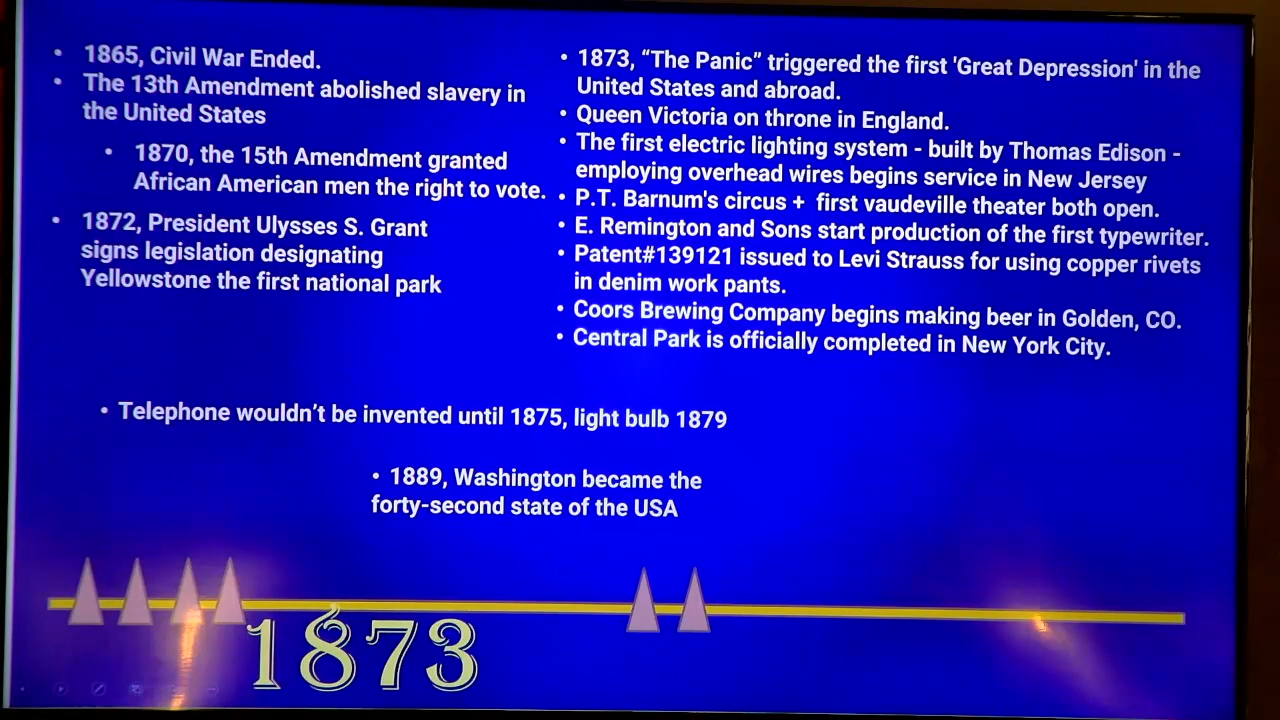 • 1865, Civil War Ended.
• The 13th Amendment abolished slavery in
the United States
• 1870, the 15th Amendment granted
African American men the right to vote.
• 1872, President Ulysses S. Grant
signs legislation designating
Yellowstone the first national park
• 1873, “The Panic” triggered the first 'Great Depression' in the
United States and abroad.
• Queen Victoria on throne in England.
• The first electric lighting system - built by Thomas Edison -
employing overhead wires begins service in New Jersey
• P.T. Barnum's circus + first vaudeville theater both open.
• E. Remington and Sons start production of the first typewriter.
• Patent#139121 issued to Levi Strauss for using copper rivets
in denim work pants.
• Coors Brewing Company begins making beer in Golden, CO.
• Central Park is officially completed in New York City.
• Telephone wouldn’t be invented until 1875, light bulb 1879
• 1889, Washington became the
forty-second state of the USA
1873